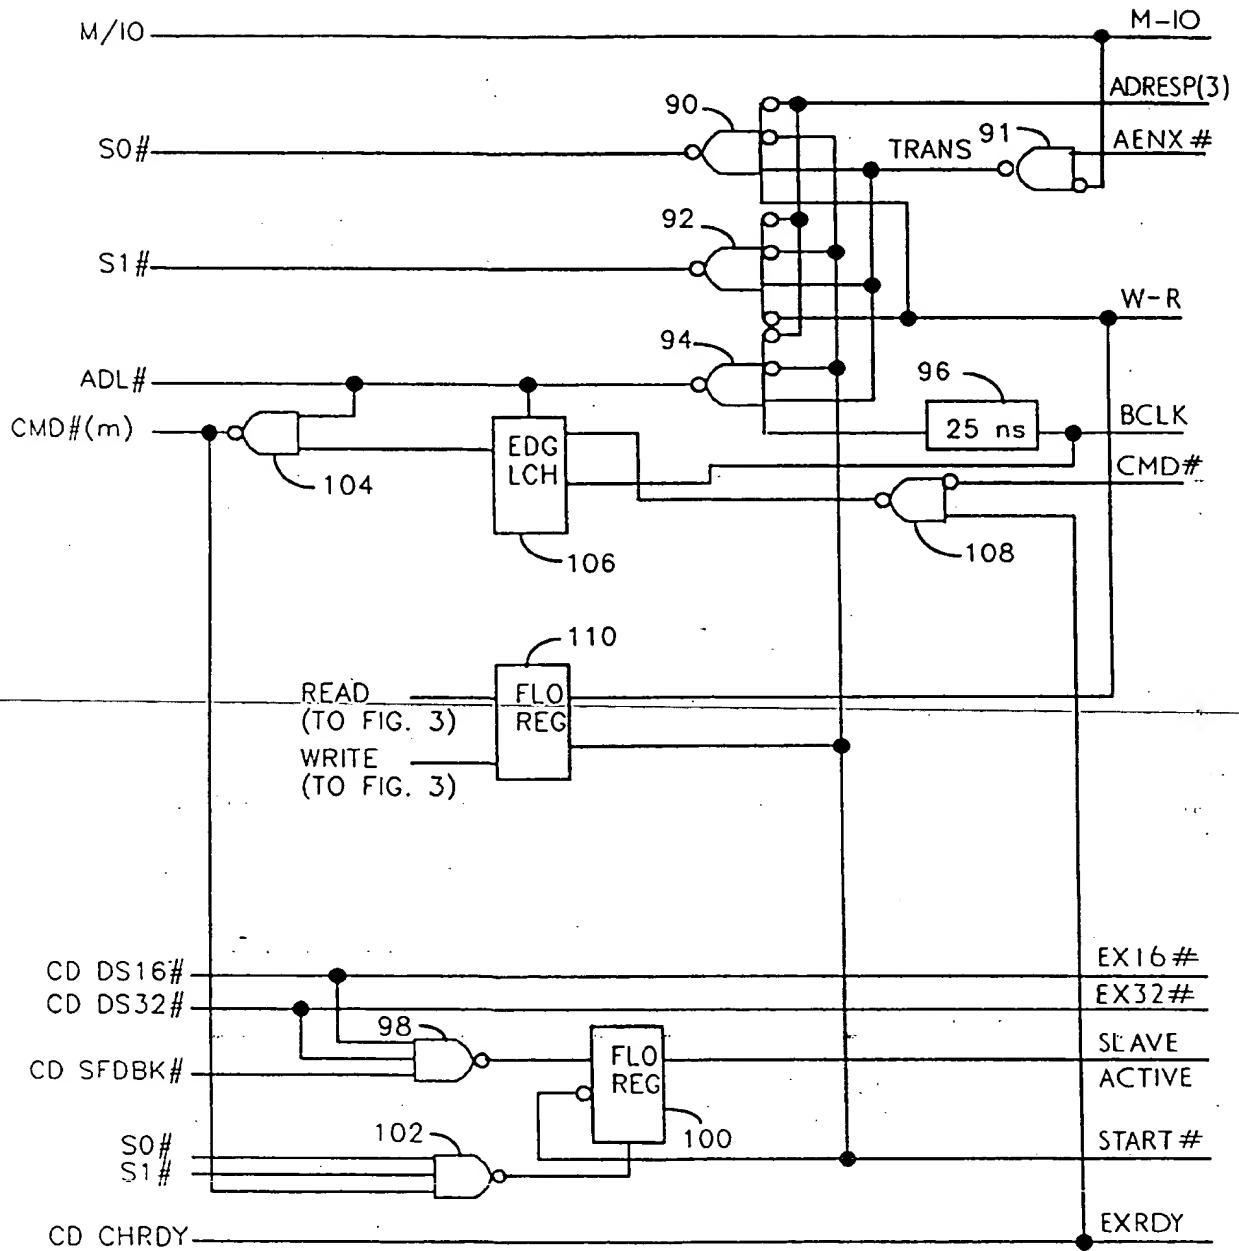 M/IO
M-IO
ADRESP(3)
90
91
S0#
TRANS
AENX #
92
S1#
W-R
94
ADL#
96
BCLK
CMD#(m)
25 ns
EDG
LCH
CMD#
104
106
108
110
READ
(TO FIG. 3)
FLO
REG
WRITE
(TO FIG. 3)
CD DS16#
EX16#
CD DS32#
EX32#
98
FLO
REG
SLAVE
ACTIVE
CD SFDBK#
102
100
S0#
S1#
START#
CD CHRDY
EXRDY